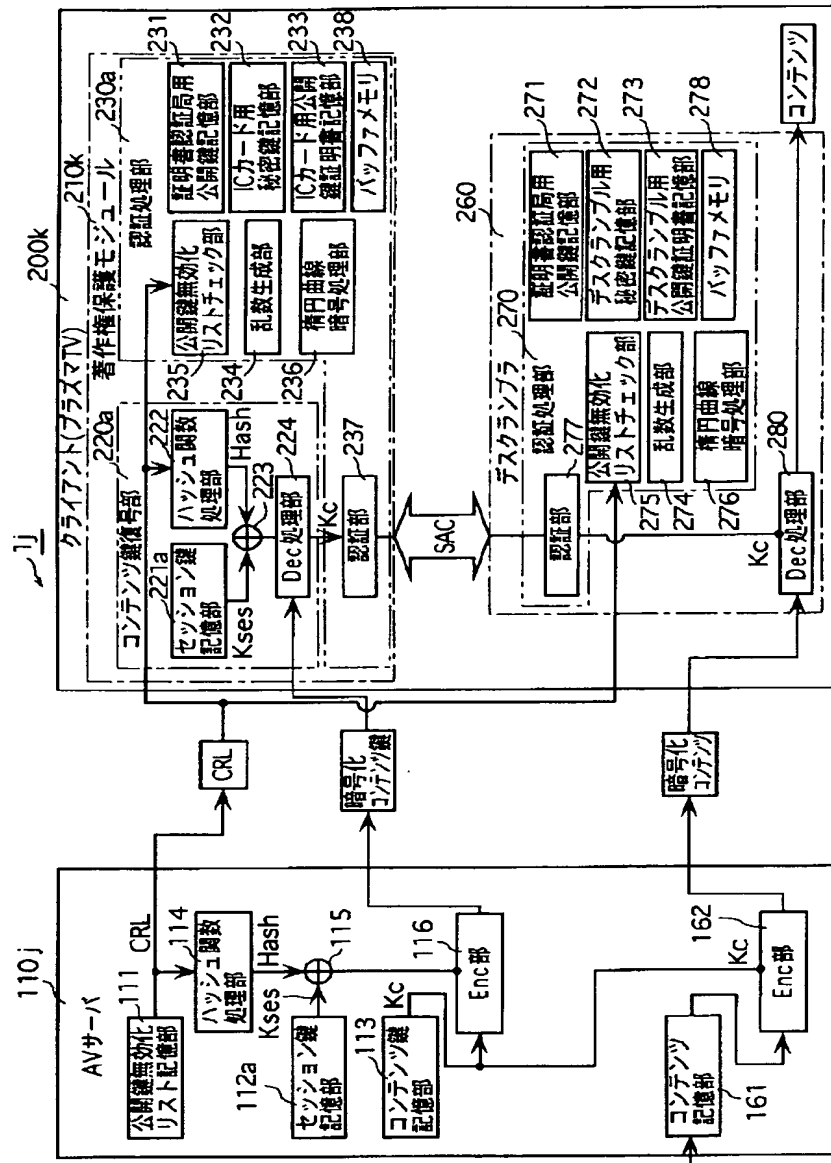 1j
110j
AVサーバ
111
公開鍵無効化
リスト記憶部
CRL
114
ハッシュ関数
処理部
Hash
112a
セッション鍵
記憶部
Kses
115
113
コンテンツ鍵
記憶部
Kc
116
Enc部
161
コンテンツ
記憶部
162
Kc
Enc部
CRL
暗号化
コンテンツ鍵
暗号化
コンテンツ
200k
クライアント(プラズマTV)
210k
著作権保護モジュール
220a
コンテンツ鍵復号部
221a
セッション鍵
記憶部
Kses
222
ハッシュ関数
処理部
Hash
223
224
Dec処理部
Kc
230a
認証処理部
235
公開鍵無効化
リストチェック部
234
乱数生成部
236
楕円曲線
暗号処理部
231
証明書認証局用
公開鍵記憶部
232
ICカード用
秘密鍵記憶部
233
ICカード用公開
鍵証明書記憶部
238
バッファメモリ
237
認証部
SAC
260
デスクランブラ
270
認証処理部
277
認証部
275
公開鍵無効化
リストチェック部
274
乱数生成部
276
楕円曲線
暗号処理部
271
証明書認証局用
公開鍵記憶部
272
デスクランブル用
秘密鍵記憶部
273
デスクランブル用
公開鍵証明書記憶部
278
バッファメモリ
Kc
280
Dec処理部
コンテンツ